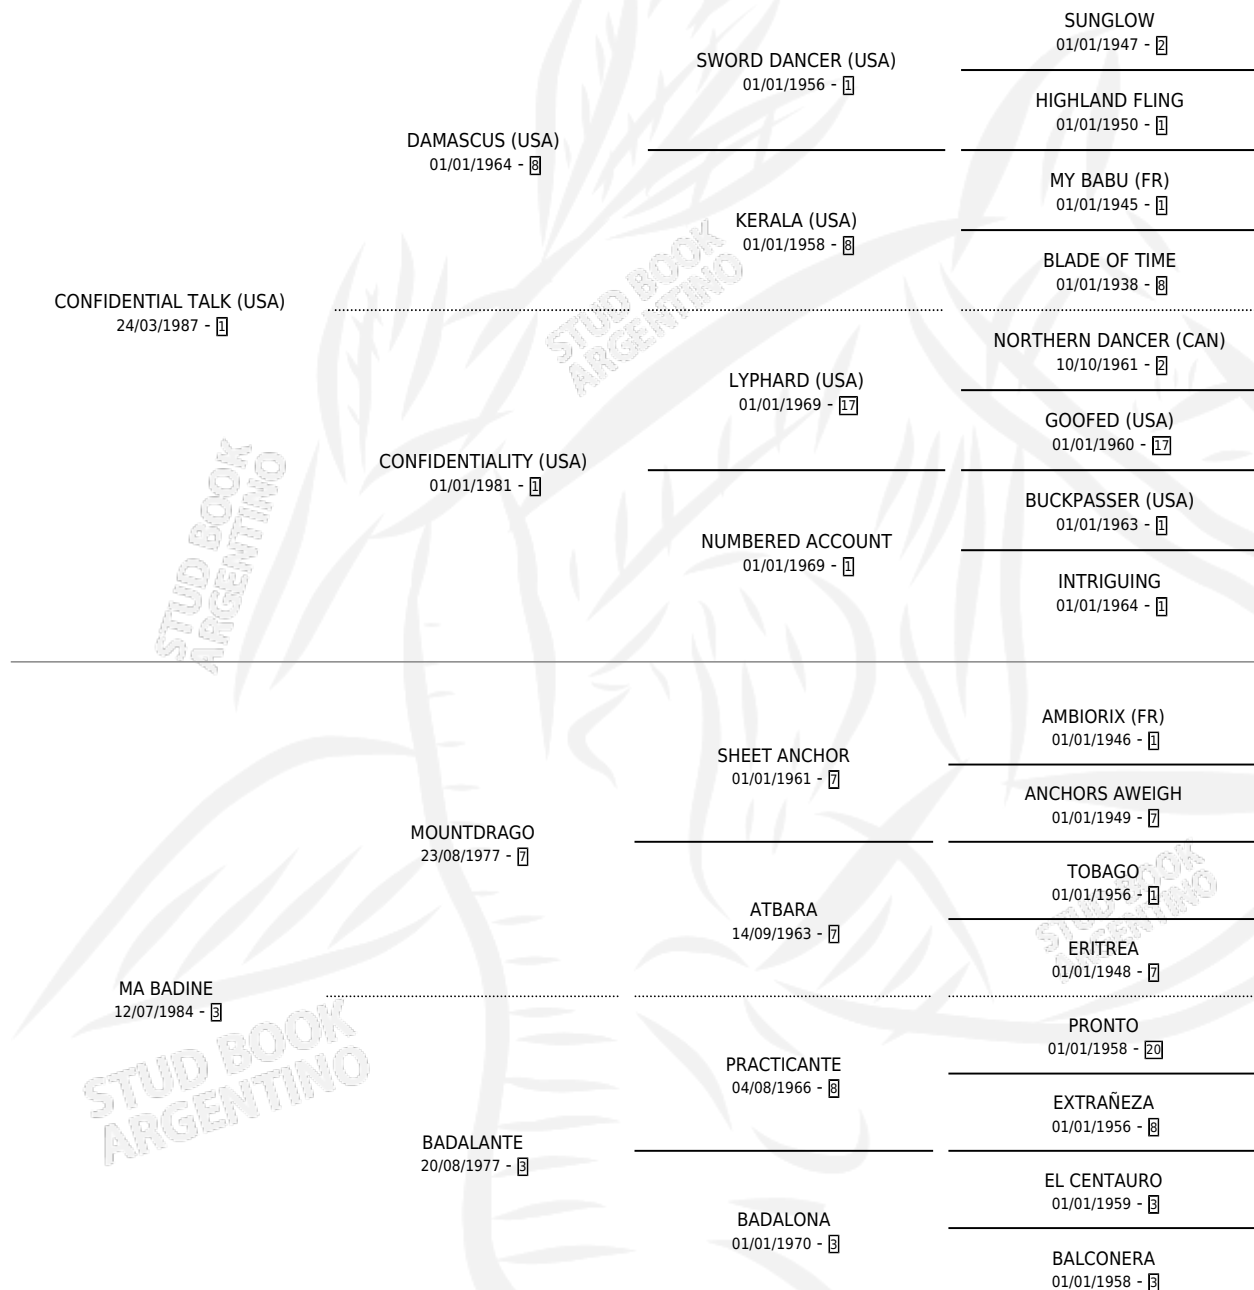 SUNGLOW
01/01/1947 - 2
SWORD DANCER (USA)
01/01/1956 - 1
HIGHLAND FLING
01/01/1950 - 1
DAMASCUS (USA)
01/01/1964 - 8
MY BABU (FR)
01/01/1945 - 1
KERALA (USA)
01/01/1958 - 8
BLADE OF TIME
01/01/1938 - 8
CONFIDENTIAL TALK (USA)
24/03/1987 - 1
NORTHERN DANCER (CAN)
10/10/1961 - 2
LYPHARD (USA)
01/01/1969 - 17
GOOFED (USA)
01/01/1960 - 17
CONFIDENTIALITY (USA)
01/01/1981 - 1
BUCKPASSER (USA)
01/01/1963 - 1
NUMBERED ACCOUNT
01/01/1969 - 1
INTRIGUING
01/01/1964 - 1
AMBIORIX (FR)
01/01/1946 - 1
SHEET ANCHOR
01/01/1961 - 7
ANCHORS AWEIGH
01/01/1949 - 7
MOUNTDRAGO
23/08/1977 - 7
TOBAGO
01/01/1956 - 1
ATBARA
14/09/1963 - 7
ERITREA
01/01/1948 - 7
MA BADINE
12/07/1984 - 3
PRONTO
01/01/1958 - 20
PRACTICANTE
04/08/1966 - 8
EXTRAÑEZA
01/01/1956 - 8
BADALANTE
20/08/1977 - 3
EL CENTAURO
01/01/1959 - 3
BADALONA
01/01/1970 - 3
BALCONERA
01/01/1958 - 3
STUD BOOK
ARGENTINO
STUD BOOK
ARGENTINO
STUD BOOK
ARGENTINO
STUD BOOK
ARGENTINO